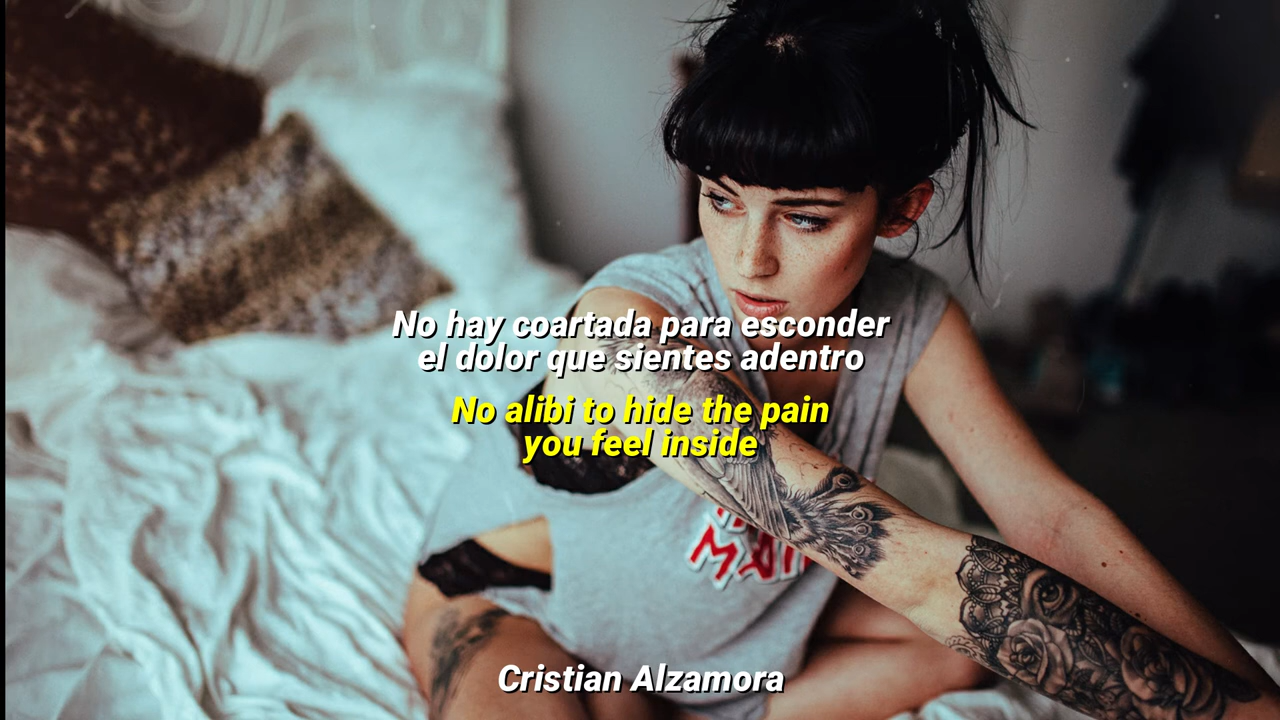 No hay coartada para esconder
el dolor que sientes adentro
No alibi to hide the pain
you feel inside
Cristian Alzamora